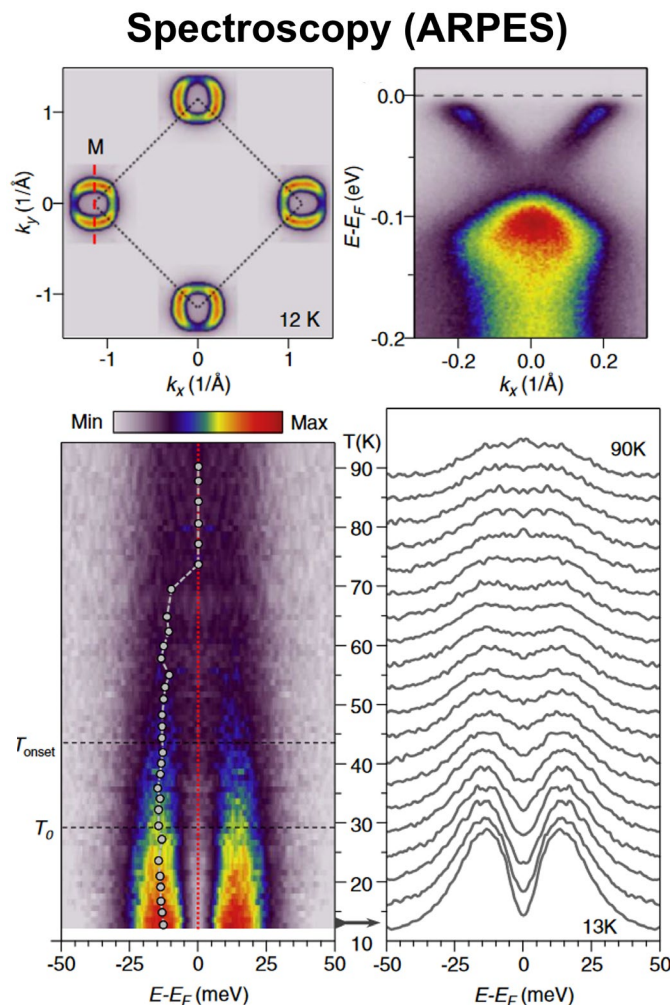 Spectroscopy (ARPES)
1
0
-1
k_y (1/Å)
M
12 K
-1 0 1
k_x (1/Å)
0.0
-0.1
-0.2
E-E_F (eV)
-0.2 0.0 0.2
k_x (1/Å)
Min Max
T(K)
90
80
70
60
50
40
30
20
10
T_onset
T_0
-50 -25 0 25 50
E-E_F (meV)
90K
13K
-50 -25 0 25 50
E-E_F (meV)